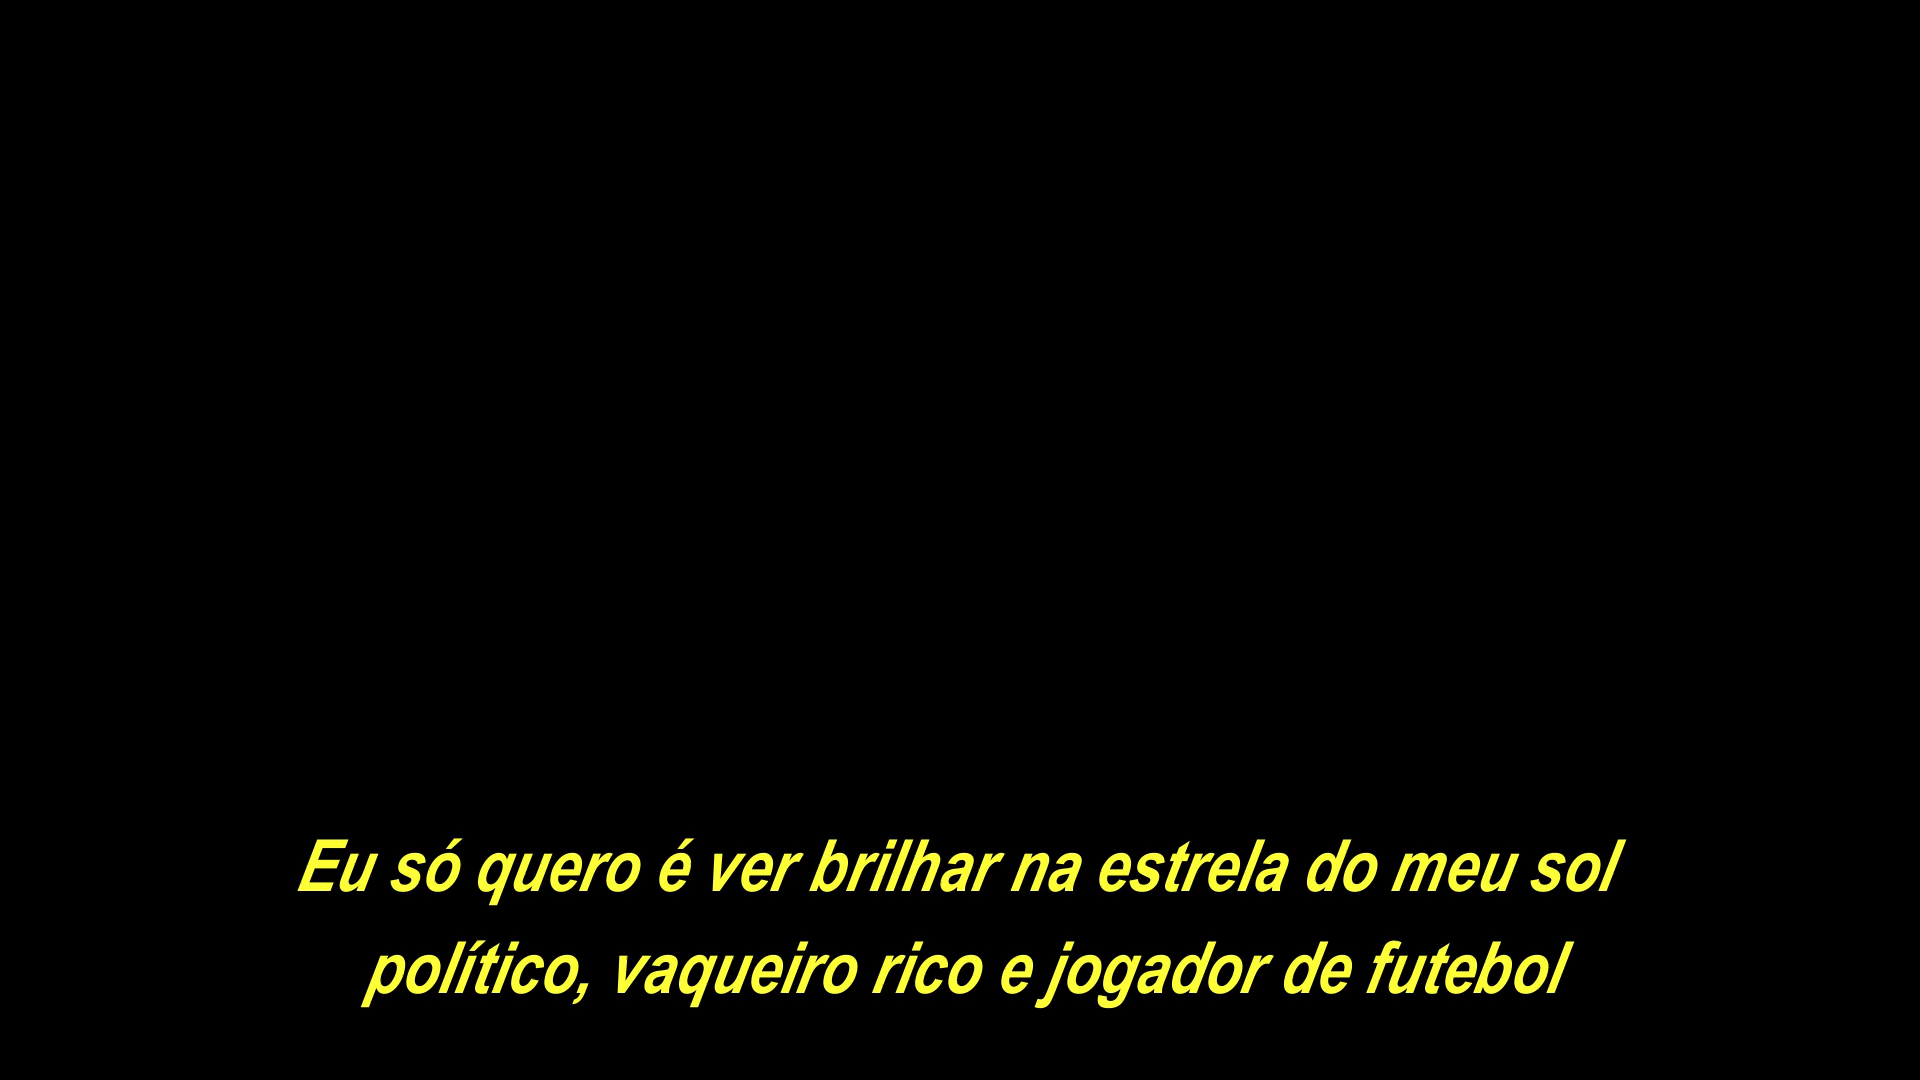 Eu só quero é ver brilhar na estrela do meu sol
político, vaqueiro rico e jogador de futebol